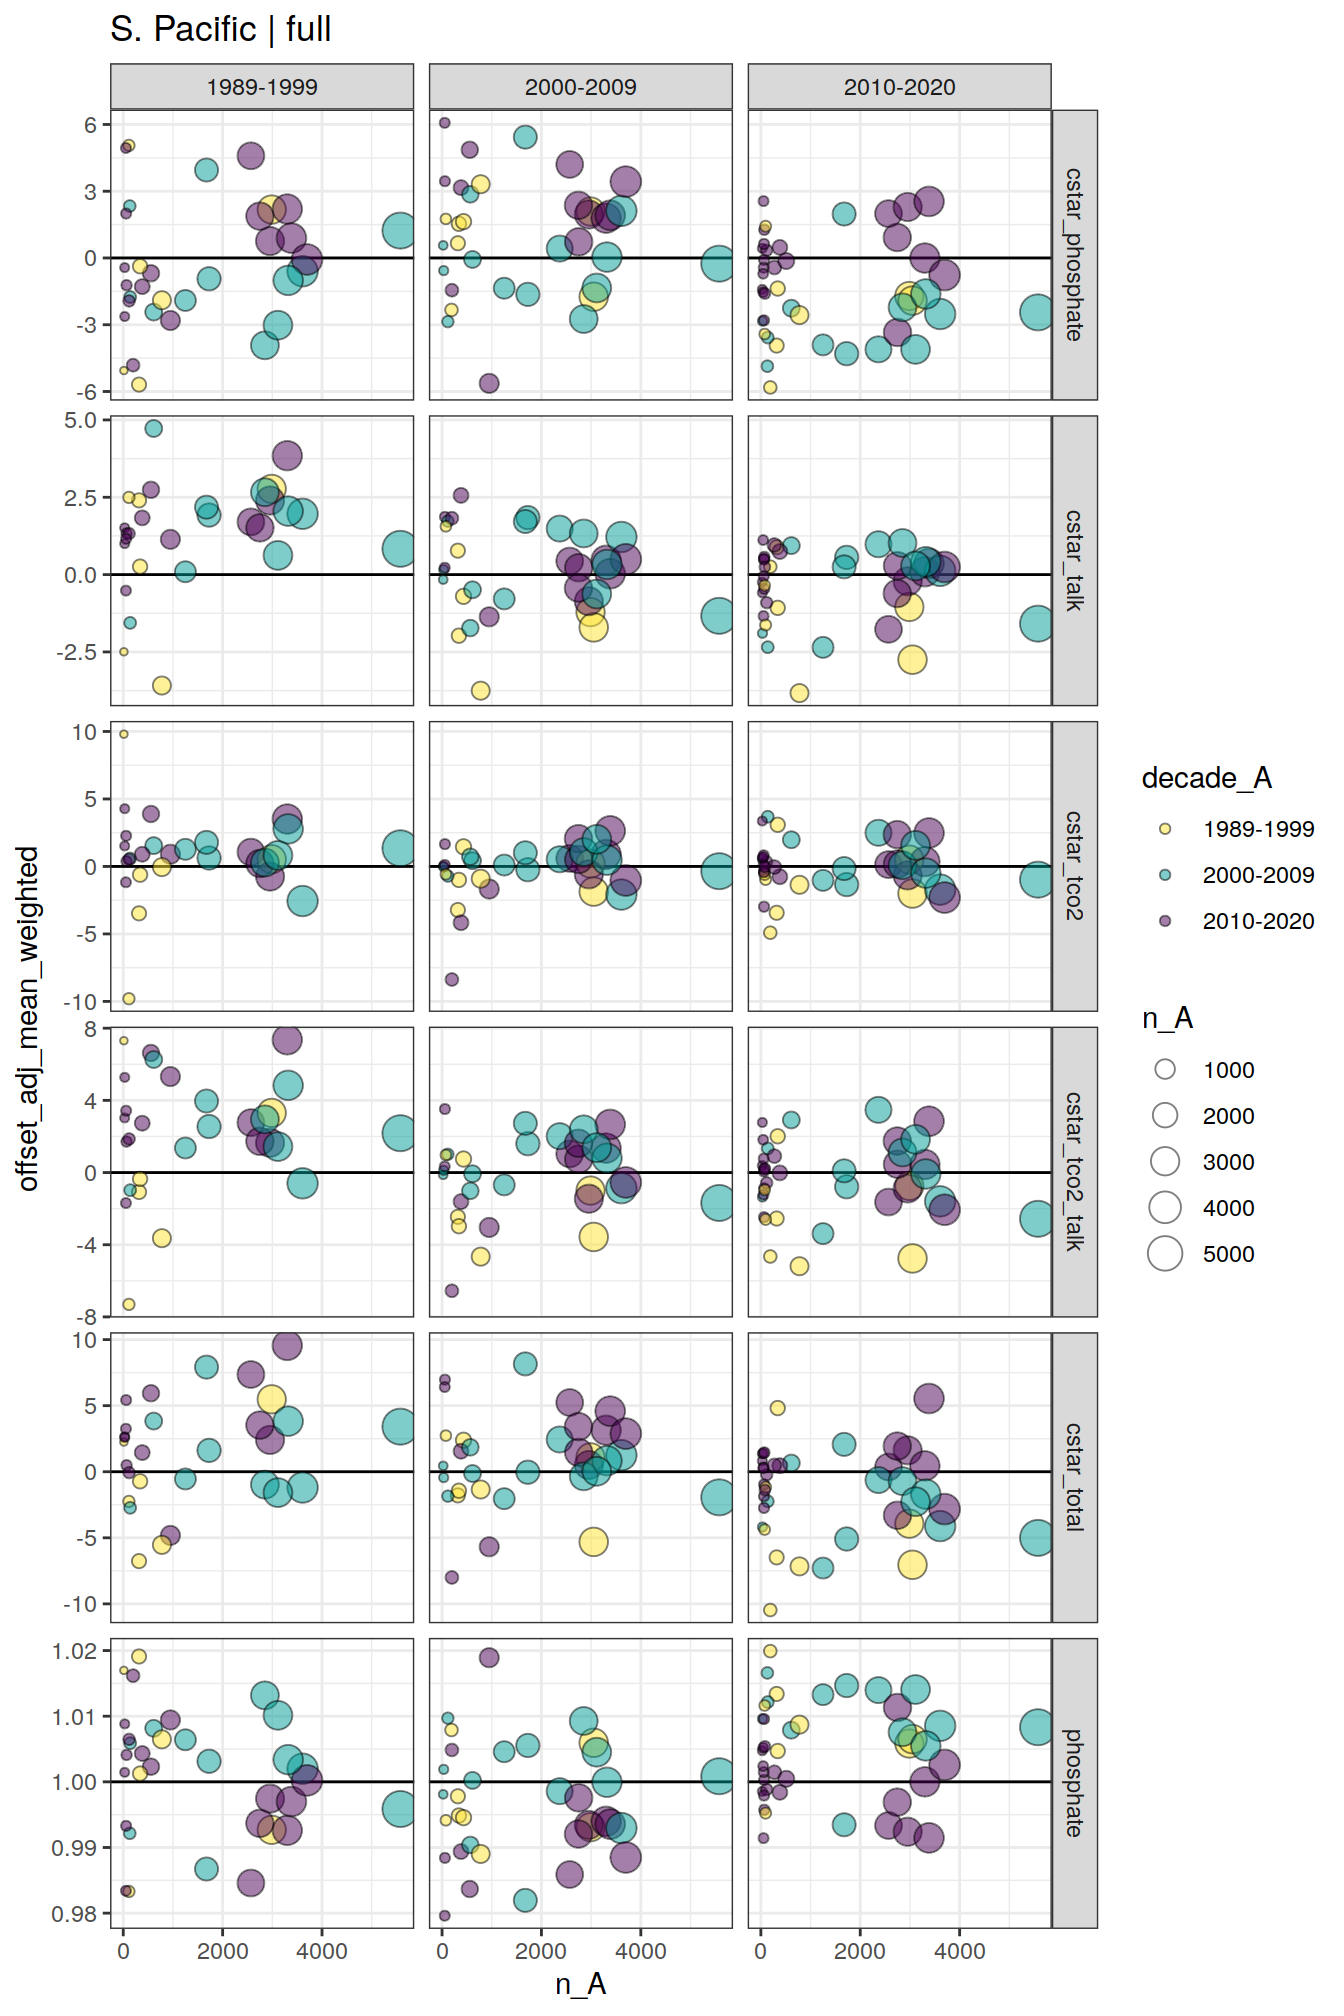 S. Pacific | full
1989-1999
2000-2009
2010-2020
6
3
0
-3
-6
cstar_phosphate
5.0
2.5
0.0
-2.5
cstar_talk
10
5
0
-5
-10
cstar_tco2
8
4
0
-4
-8
cstar_tco2_talk
10
5
0
-5
-10
cstar_total
1.02
1.01
1.00
0.99
0.98
phosphate
0 2000 4000
0 2000 4000
0 2000 4000
n_A
offset_adj_mean_weighted
decade_A
1989-1999
2000-2009
2010-2020
n_A
1000
2000
3000
4000
5000